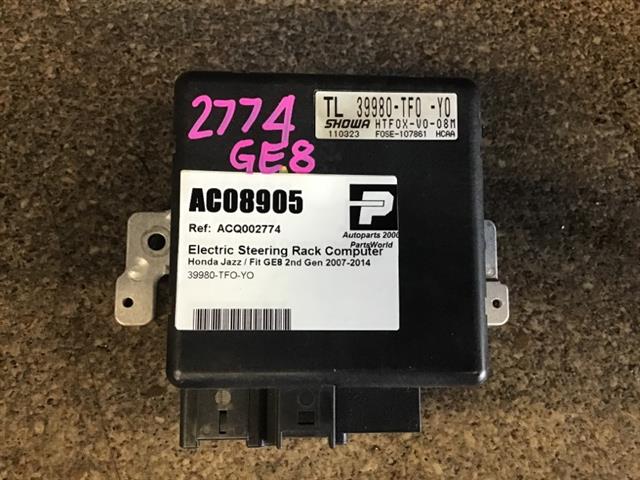 2774
GE8
TL 39980-TF0 -Y0
SHOWA HTF0X-V0-08M
110323 F0SE-107861 HCAA
AC08905
Ref: ACQ002774
P
Autoparts 2000
PartsWorld
Electric Steering Rack Computer
Honda Jazz / Fit GE8 2nd Gen 2007-2014
39980-TFO-YO